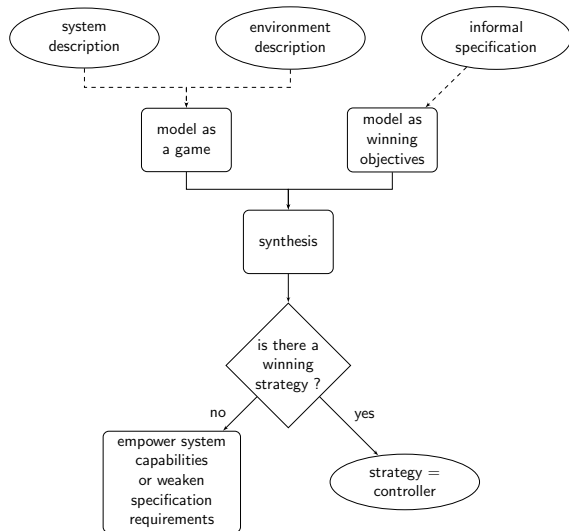 system
description
environment
description
informal
specification
model as
a game
model as
winning
objectives
synthesis
is there a
winning
strategy ?
no
yes
empower system
capabilities
or weaken
specification
requirements
strategy =
controller